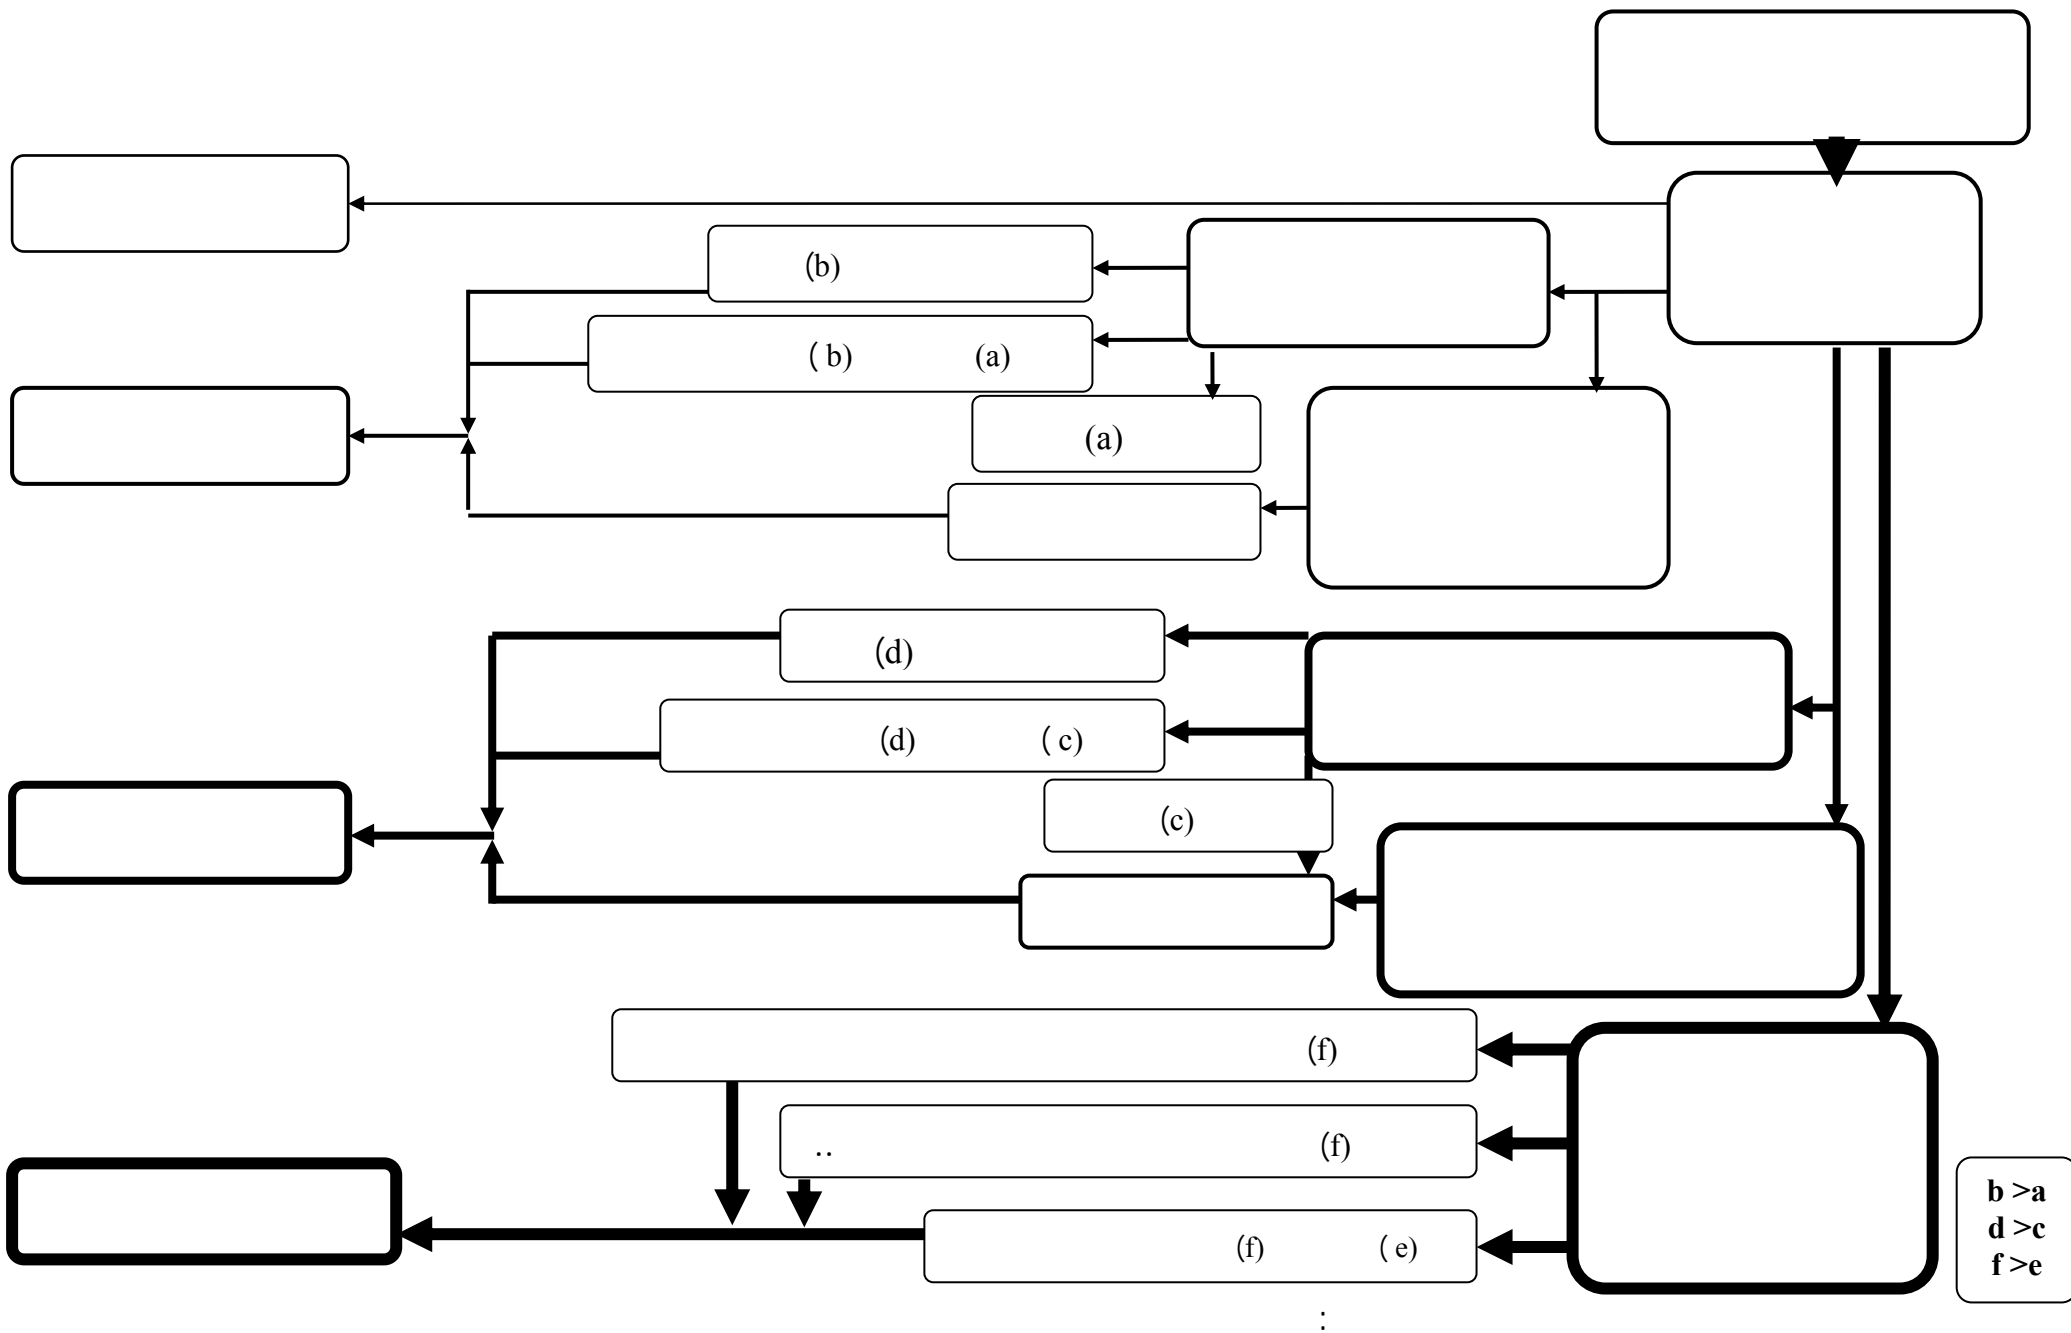 (b)
( b) (a)
(a)
(d)
(d) ( c)
(c)
(f)
.. (f)
(f) ( e)
b >a
d >c
f >e
: